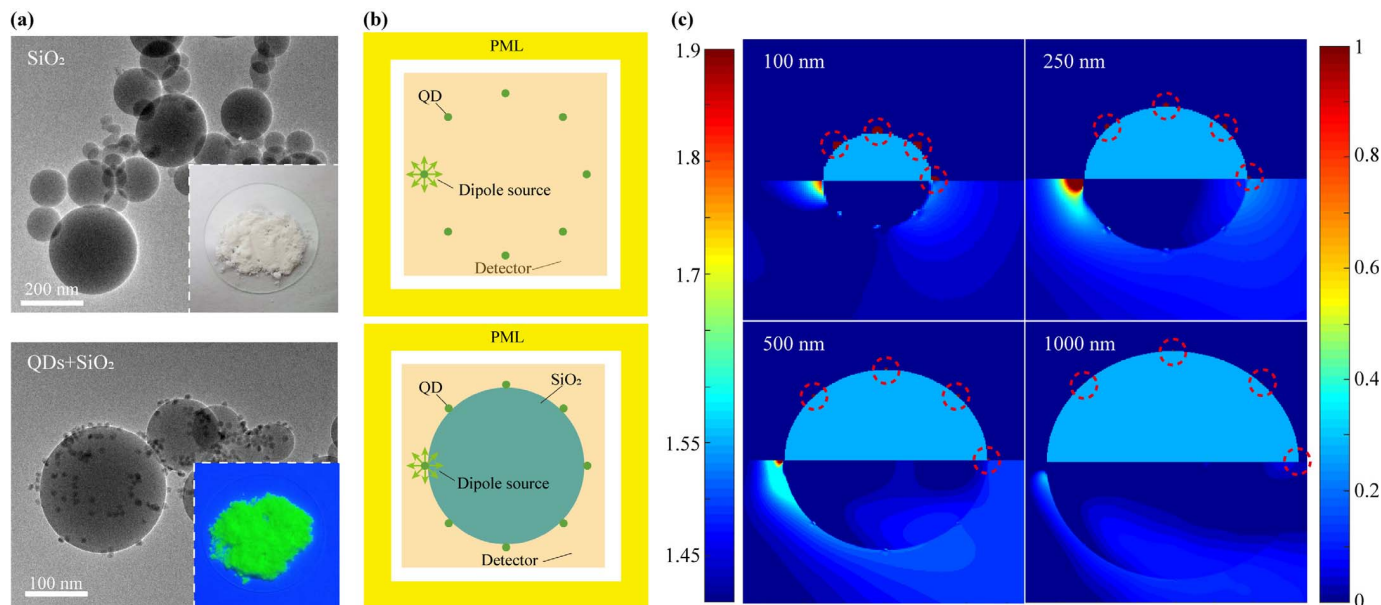 (a)
SiO₂
200 nm
QDs+SiO₂
100 nm
(b)
PML
QD
Dipole source
Detector
PML
QD
SiO₂
Dipole source
Detector
(c)
1.9
1.8
1.7
1.55
1.45
100 nm
250 nm
500 nm
1000 nm
1
0.8
0.6
0.4
0.2
0